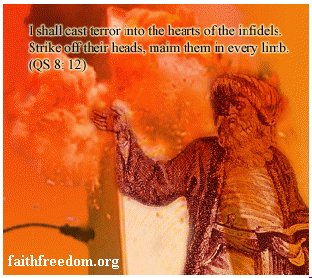 I shall cast terror into the hearts of the infidels.
Strike off their heads, maim them in every limb.
(QS 8: 12)
faithfreedom.org